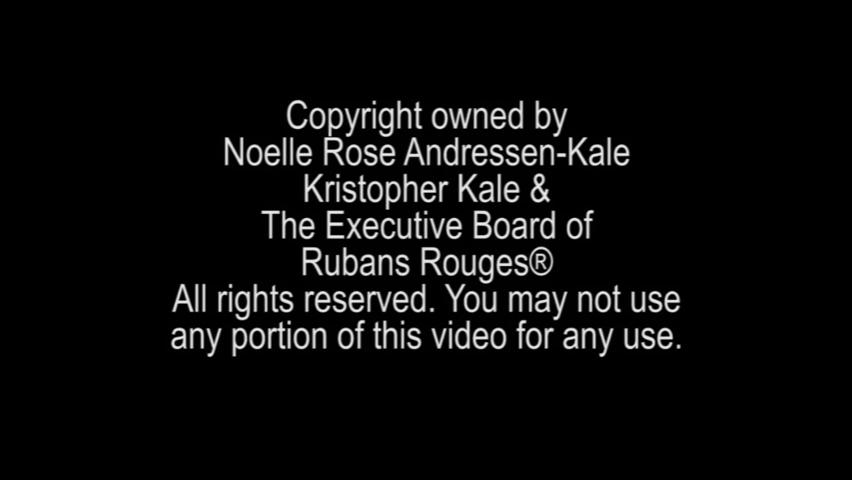 Copyright owned by
Noelle Rose Andressen-Kale
Kristopher Kale &
The Executive Board of
Rubans Rouges®
All rights reserved. You may not use
any portion of this video for any use.